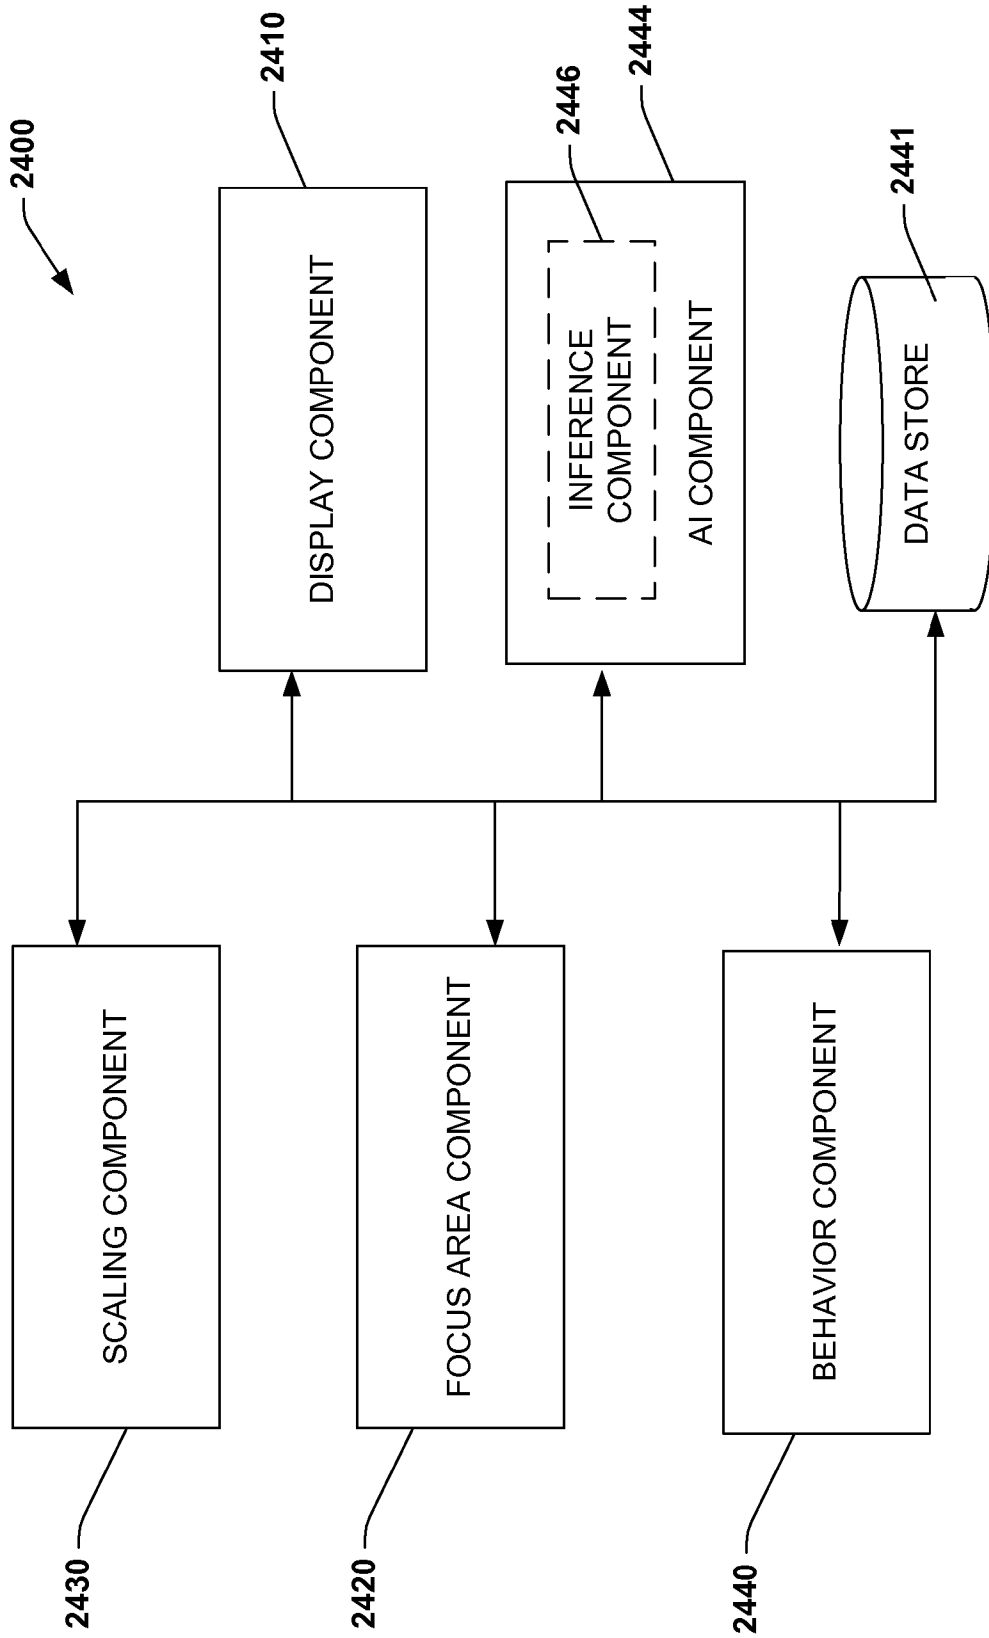 2400
SCALING COMPONENT
2430
DISPLAY COMPONENT
2410
FOCUS AREA COMPONENT
2420
INFERENCE
COMPONENT
2446
AI COMPONENT
2444
BEHAVIOR COMPONENT
2440
DATA STORE
2441